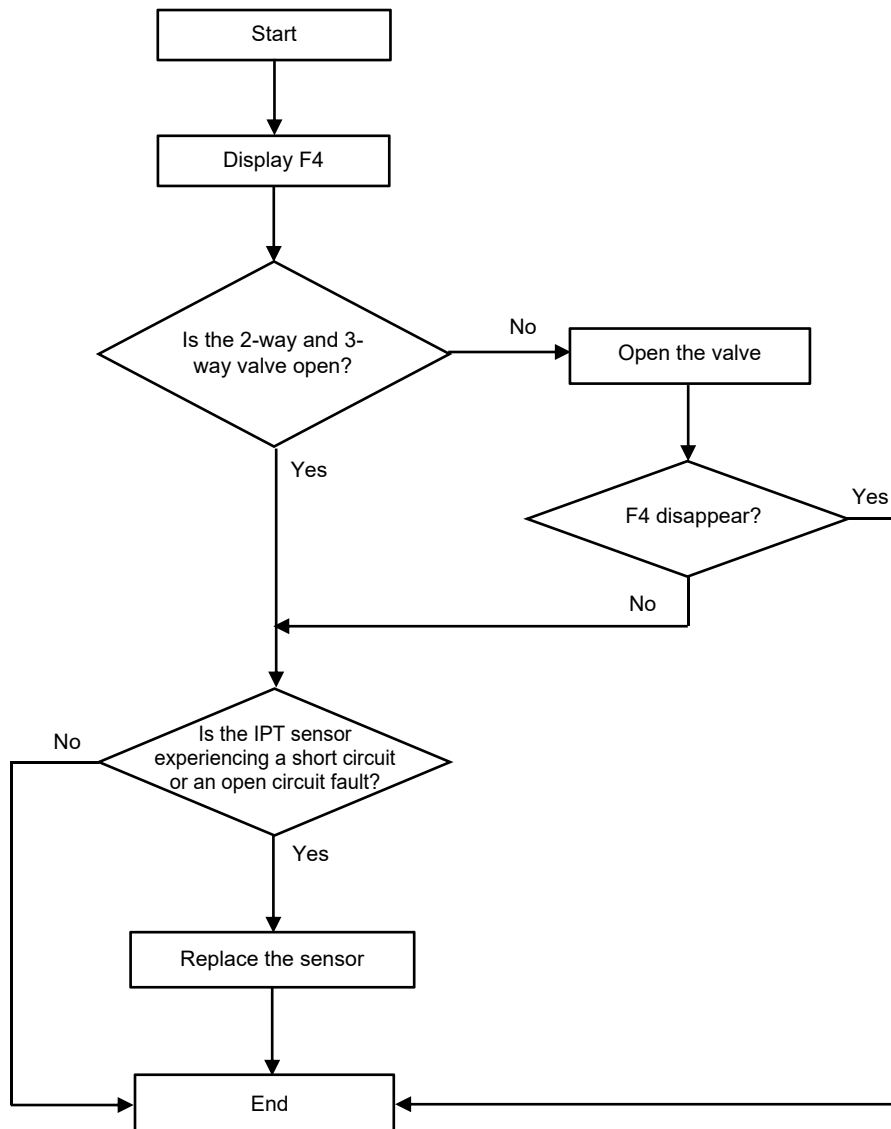 Start
Display F4
Is the 2-way and 3-
way valve open?
No
Open the valve
Yes
F4 disappear?
Yes
No
Is the IPT sensor
experiencing a short circuit
or an open circuit fault?
No
Yes
Replace the sensor
End